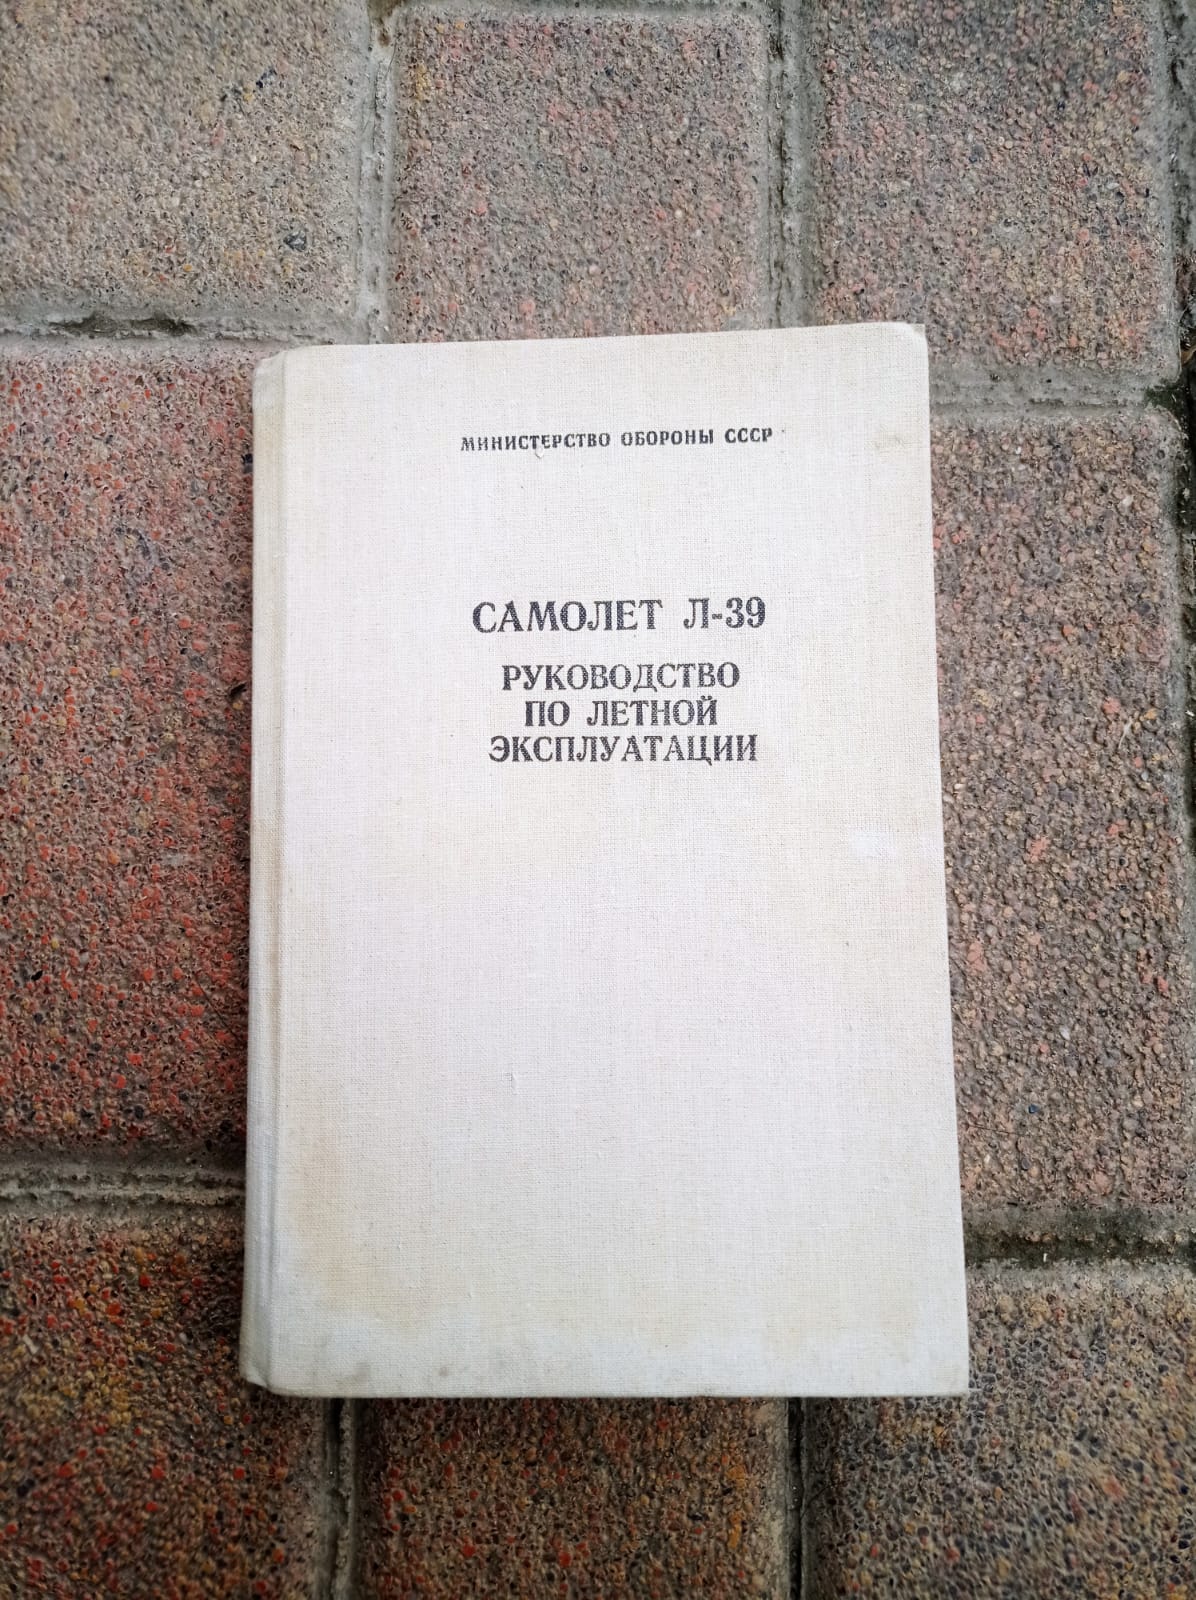 МИНИСТЕРСТВО ОБОРОНЫ СССР
САМОЛЕТ Л-39
РУКОВОДСТВО
ПО ЛЕТНОЙ
ЭКСПЛУАТАЦИИ